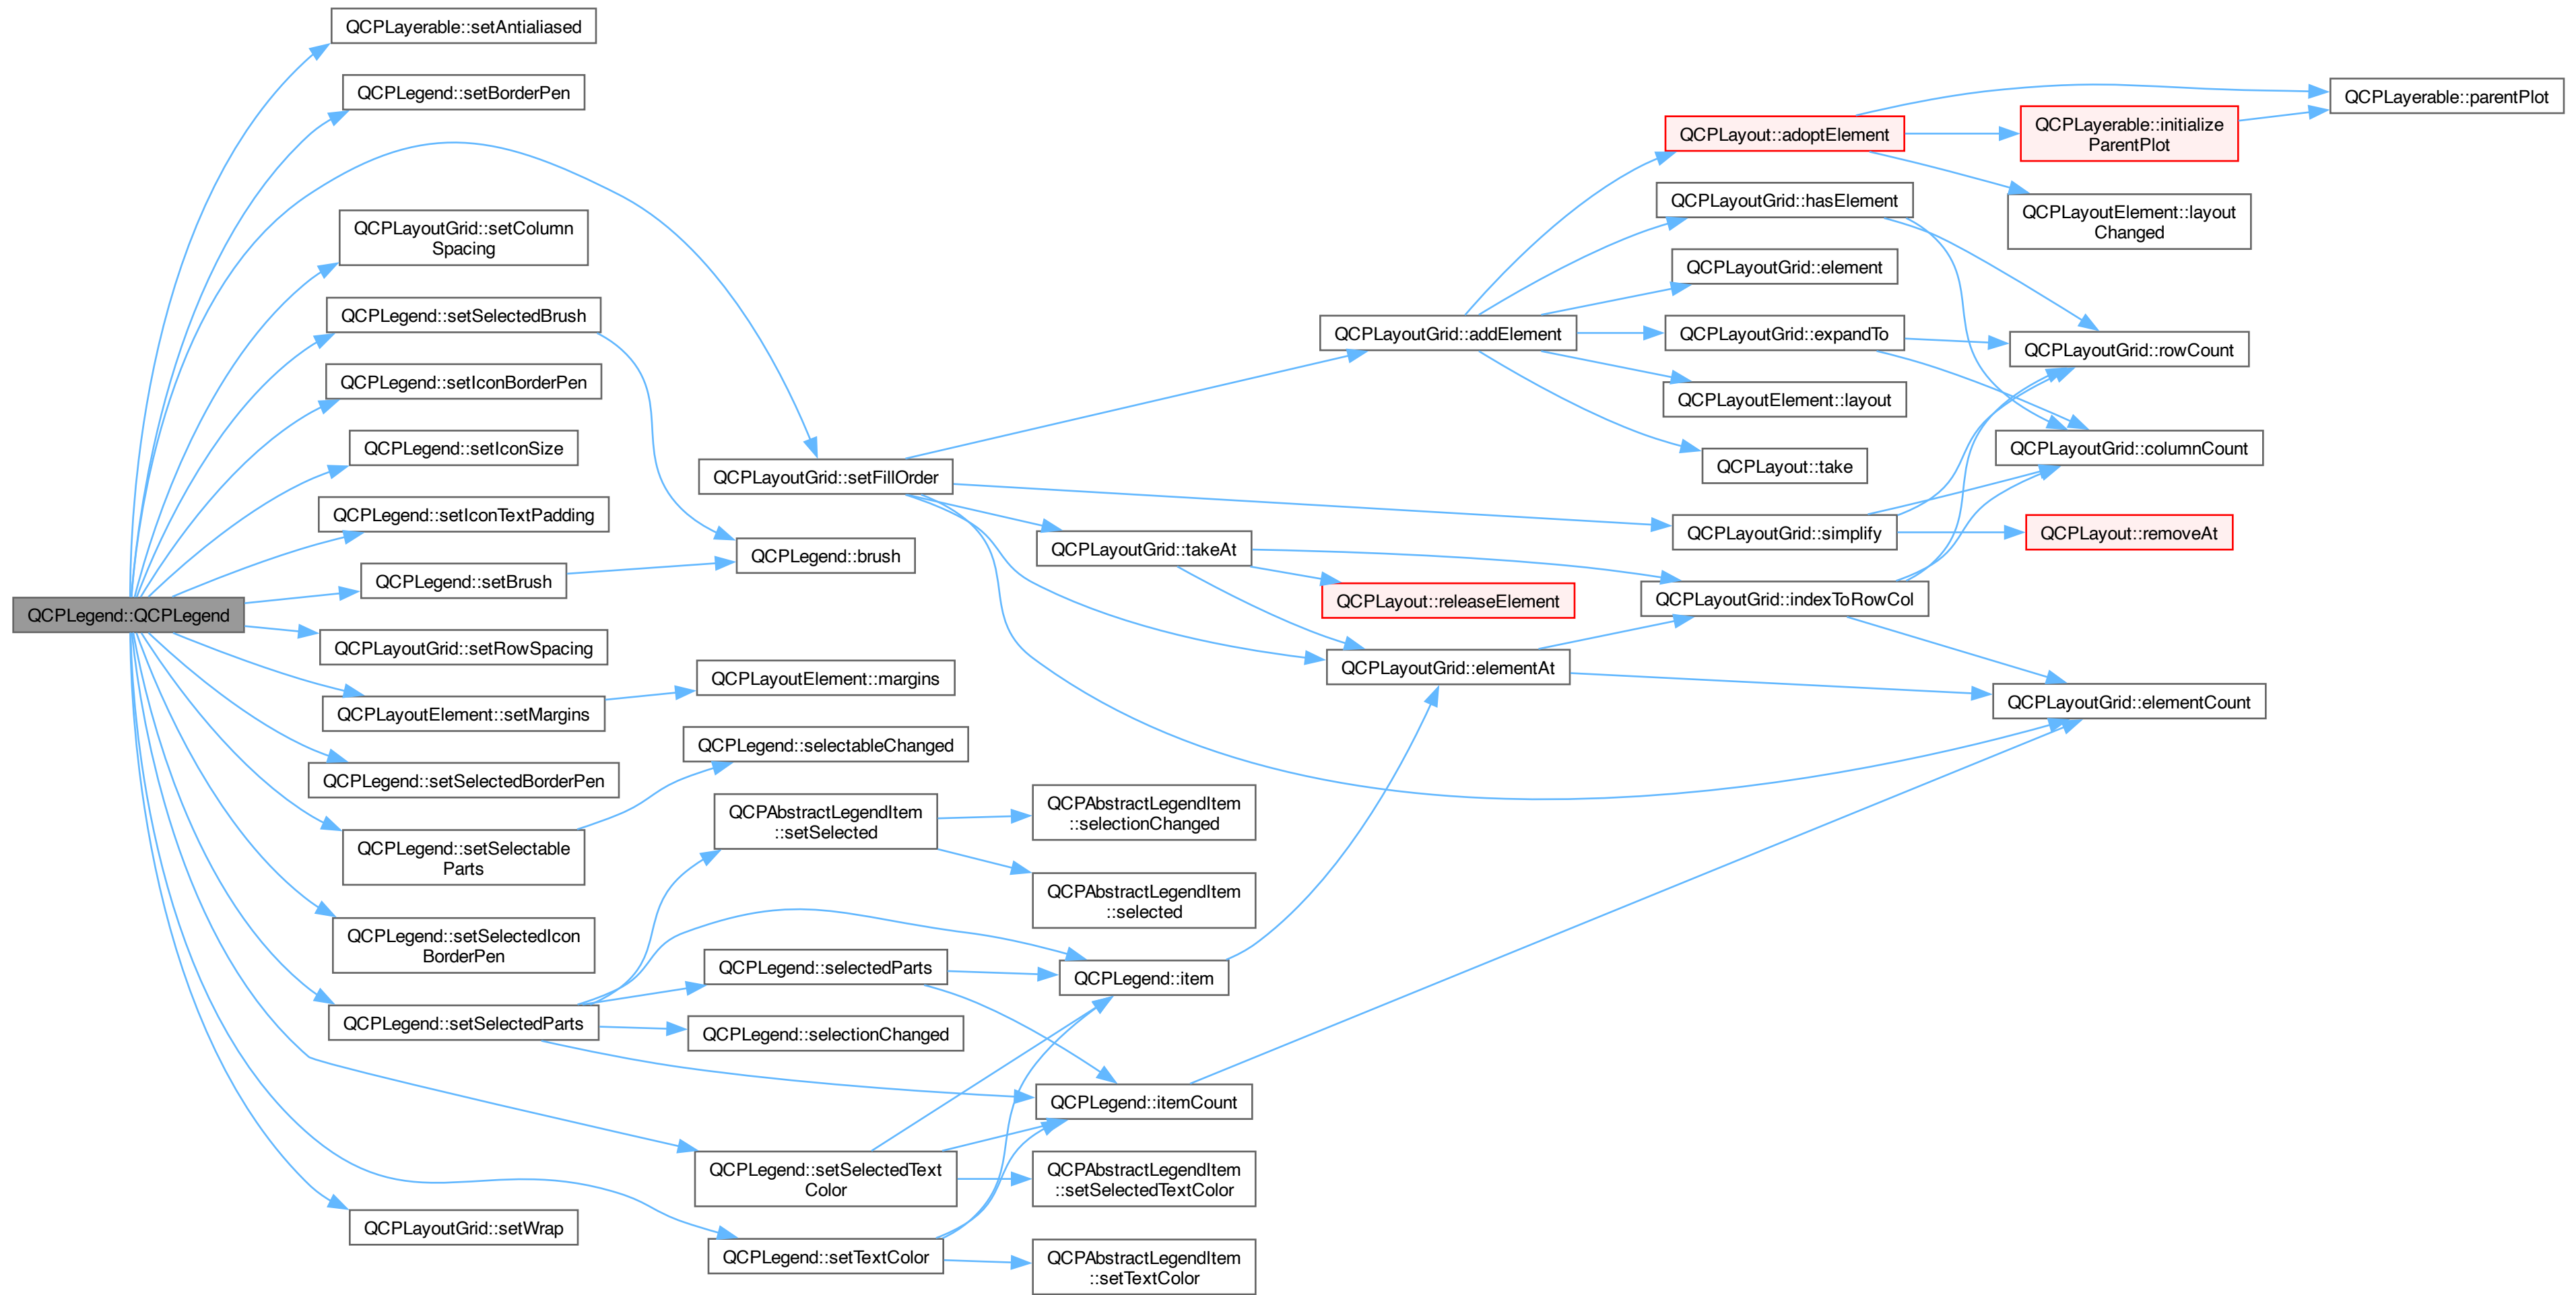 QCPLegend::QCPLegend
QCPLayerable::setAntialiased
QCPLegend::setBorderPen
QCPLayoutGrid::setColumn
Spacing
QCPLegend::setSelectedBrush
QCPLegend::setIconBorderPen
QCPLegend::setIconSize
QCPLegend::setIconTextPadding
QCPLegend::setBrush
QCPLayoutGrid::setRowSpacing
QCPLayoutElement::setMargins
QCPLegend::setSelectedBorderPen
QCPLegend::setSelectable
Parts
QCPLegend::setSelectedIcon
BorderPen
QCPLegend::setSelectedParts
QCPLayoutGrid::setWrap
QCPLayoutGrid::setFillOrder
QCPLegend::brush
QCPLayoutElement::margins
QCPLegend::selectableChanged
QCPAbstractLegendItem
::setSelected
QCPLegend::selectedParts
QCPLegend::selectionChanged
QCPLegend::setSelectedText
Color
QCPLegend::setTextColor
QCPLayoutGrid::takeAt
QCPAbstractLegendItem
::selectionChanged
QCPAbstractLegendItem
::selected
QCPLegend::item
QCPLegend::itemCount
QCPAbstractLegendItem
::setSelectedTextColor
QCPAbstractLegendItem
::setTextColor
QCPLayoutGrid::addElement
QCPLayout::releaseElement
QCPLayoutGrid::elementAt
QCPLayout::adoptElement
QCPLayoutGrid::hasElement
QCPLayoutGrid::element
QCPLayoutGrid::expandTo
QCPLayoutElement::layout
QCPLayout::take
QCPLayoutGrid::simplify
QCPLayoutGrid::indexToRowCol
QCPLayerable::initialize
ParentPlot
QCPLayoutElement::layout
Changed
QCPLayoutGrid::rowCount
QCPLayoutGrid::columnCount
QCPLayout::removeAt
QCPLayoutGrid::elementCount
QCPLayerable::parentPlot